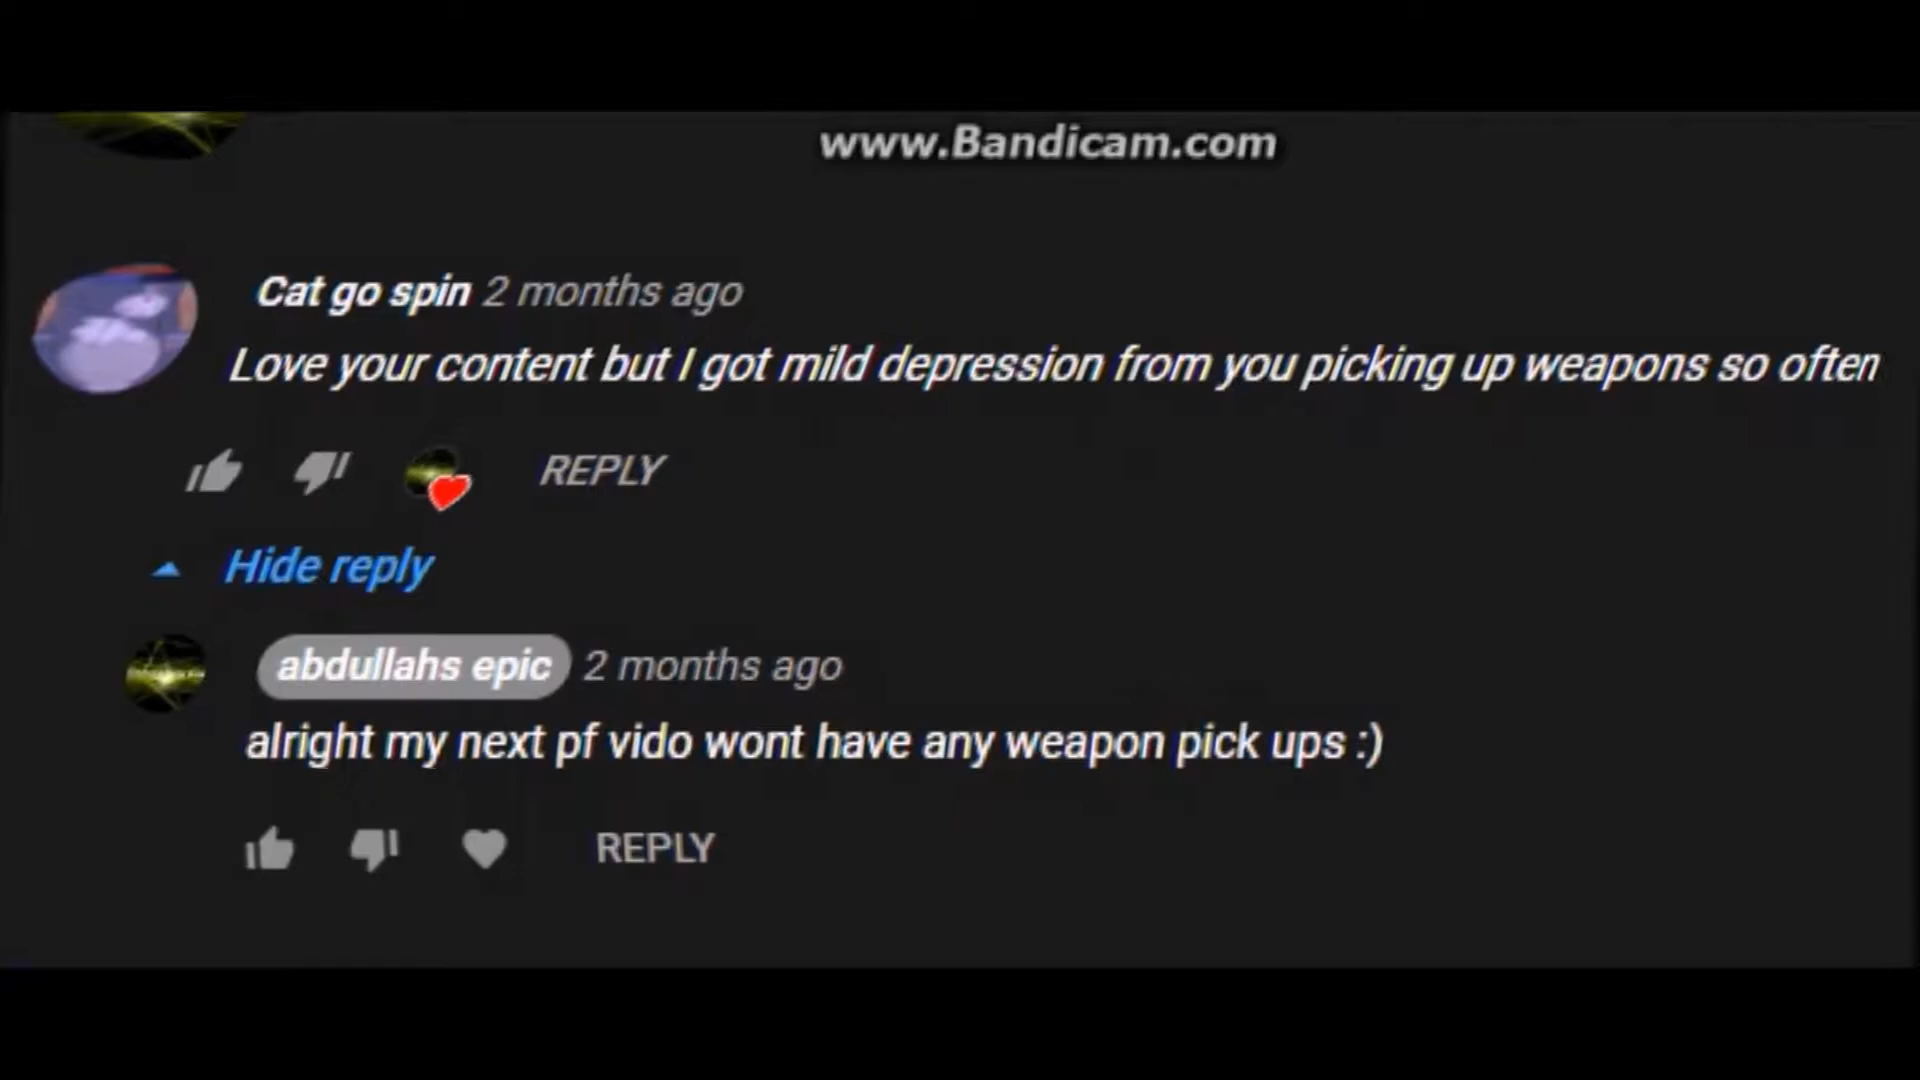 www.Bandicam.com
Cat go spin 2 months ago
Love your content but I got mild depression from you picking up weapons so often
REPLY
Hide reply
abdullahs epic 2 months ago
alright my next pf vido wont have any weapon pick ups :)
REPLY